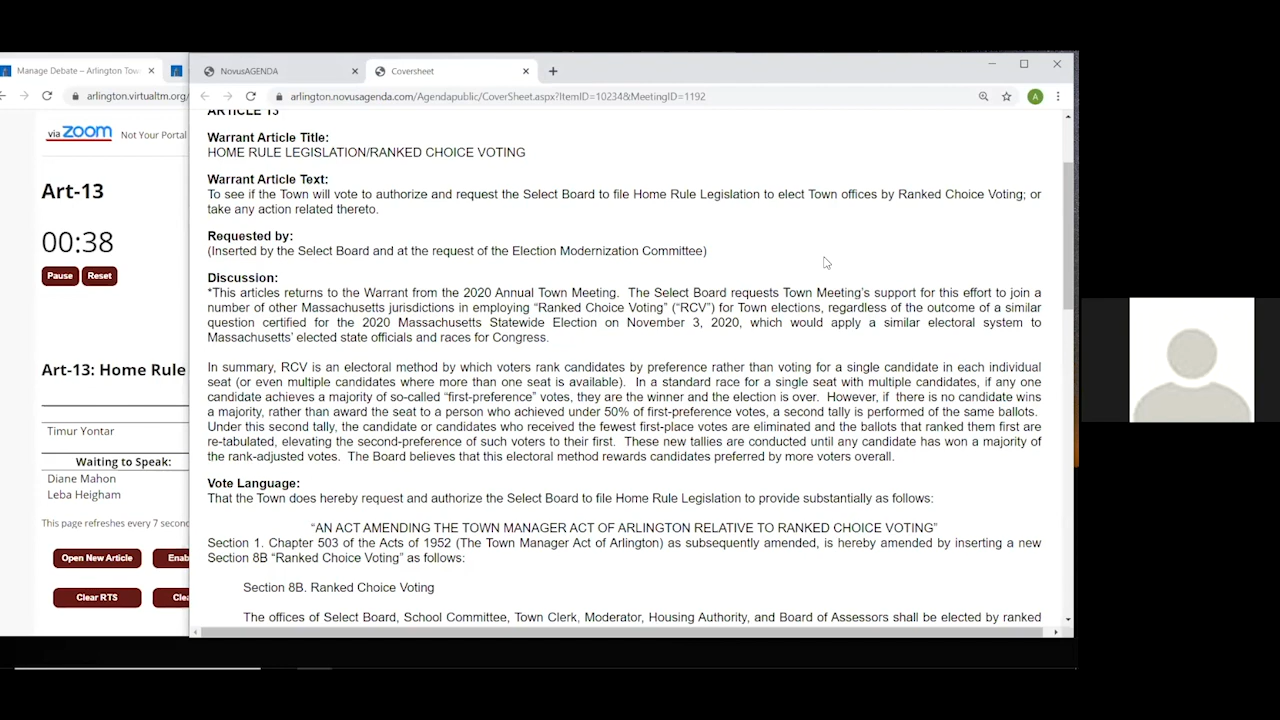 Manage Debate – Arlington Tow
arlington.virtualtm.org/
via zoom Not Your Portal
Art-13
00:38
Pause Reset
Art-13: Home Rule
Timur Yontar
Waiting to Speak:
Diane Mahon
Leba Heigham
This page refreshes every 7 second
Open New Article Enab
Clear RTS Clea
NovusAGENDA Coversheet
arlington.novusagenda.com/Agendapublic/CoverSheet.aspx?ItemID=10234&MeetingID=1192 A
ARTICLE 13
Warrant Article Title:
HOME RULE LEGISLATION/RANKED CHOICE VOTING
Warrant Article Text:
To see if the Town will vote to authorize and request the Select Board to file Home Rule Legislation to elect Town offices by Ranked Choice Voting; or
take any action related thereto.
Requested by:
(Inserted by the Select Board and at the request of the Election Modernization Committee)
Discussion:
*This articles returns to the Warrant from the 2020 Annual Town Meeting. The Select Board requests Town Meeting's support for this effort to join a
number of other Massachusetts jurisdictions in employing “Ranked Choice Voting” (“RCV”) for Town elections, regardless of the outcome of a similar
question certified for the 2020 Massachusetts Statewide Election on November 3, 2020, which would apply a similar electoral system to
Massachusetts' elected state officials and races for Congress.
In summary, RCV is an electoral method by which voters rank candidates by preference rather than voting for a single candidate in each individual
seat (or even multiple candidates where more than one seat is available). In a standard race for a single seat with multiple candidates, if any one
candidate achieves a majority of so-called “first-preference” votes, they are the winner and the election is over. However, if there is no candidate wins
a majority, rather than award the seat to a person who achieved under 50% of first-preference votes, a second tally is performed of the same ballots.
Under this second tally, the candidate or candidates who received the fewest first-place votes are eliminated and the ballots that ranked them first are
re-tabulated, elevating the second-preference of such voters to their first. These new tallies are conducted until any candidate has won a majority of
the rank-adjusted votes. The Board believes that this electoral method rewards candidates preferred by more voters overall.
Vote Language:
That the Town does hereby request and authorize the Select Board to file Home Rule Legislation to provide substantially as follows:
“AN ACT AMENDING THE TOWN MANAGER ACT OF ARLINGTON RELATIVE TO RANKED CHOICE VOTING”
Section 1. Chapter 503 of the Acts of 1952 (The Town Manager Act of Arlington) as subsequently amended, is hereby amended by inserting a new
Section 8B “Ranked Choice Voting” as follows:
Section 8B. Ranked Choice Voting
The offices of Select Board, School Committee, Town Clerk, Moderator, Housing Authority, and Board of Assessors shall be elected by ranked